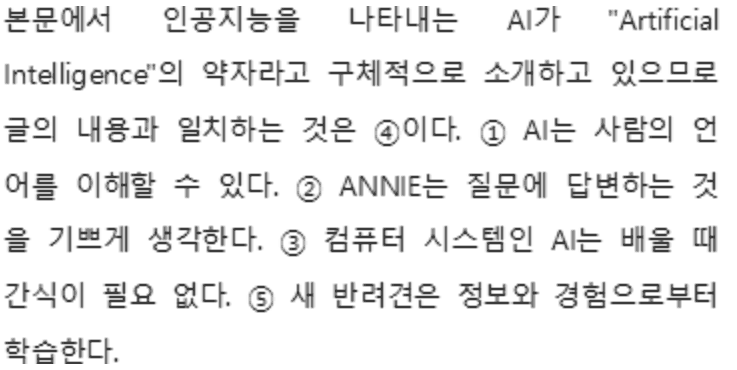 본문에서 인공지능을 나타내는 AI가 "Artificial
Intelligence"의 약자라고 구체적으로 소개하고 있으므로
글의 내용과 일치하는 것은 ④이다. ① AI는 사람의 언
어를 이해할 수 있다. ② ANNIE는 질문에 답변하는 것
을 기쁘게 생각한다. ③ 컴퓨터 시스템인 AI는 배울 때
간식이 필요 없다. ⑤ 새 반려견은 정보와 경험으로부터
학습한다.